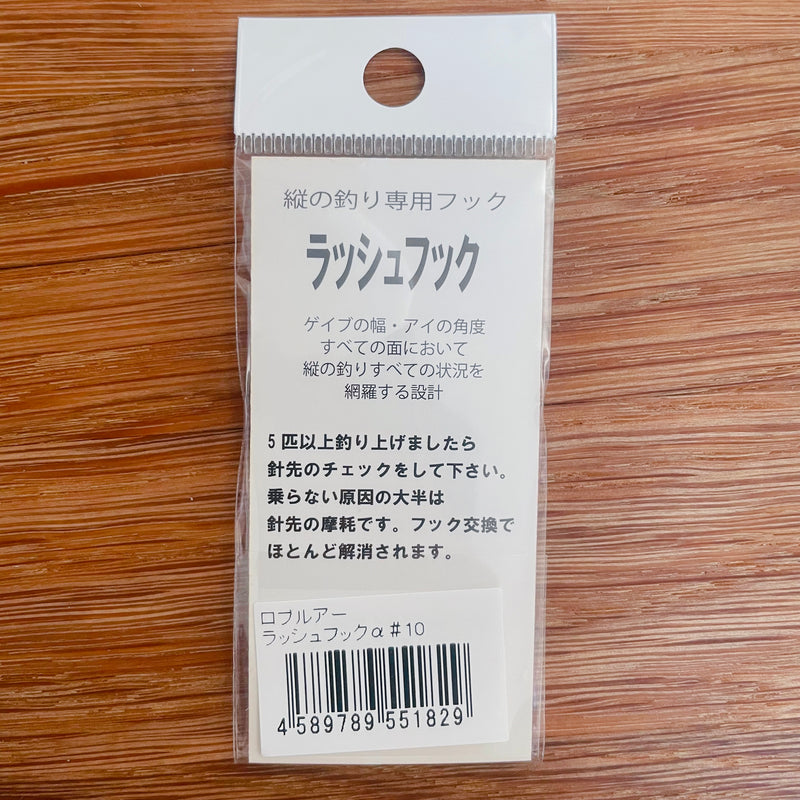 縦の釣り専用フック
ラッシュフック
ゲイブの幅・アイの角度
すべての面において
縦の釣りすべての状況を
網羅する設計
5匹以上釣り上げましたら
針先のチェックをして下さい。
乗らない原因の大半は
針先の摩耗です。フック交換で
ほとんど解消されます。
ロブルアー
ラッシュフックα#10
4 589789 551829